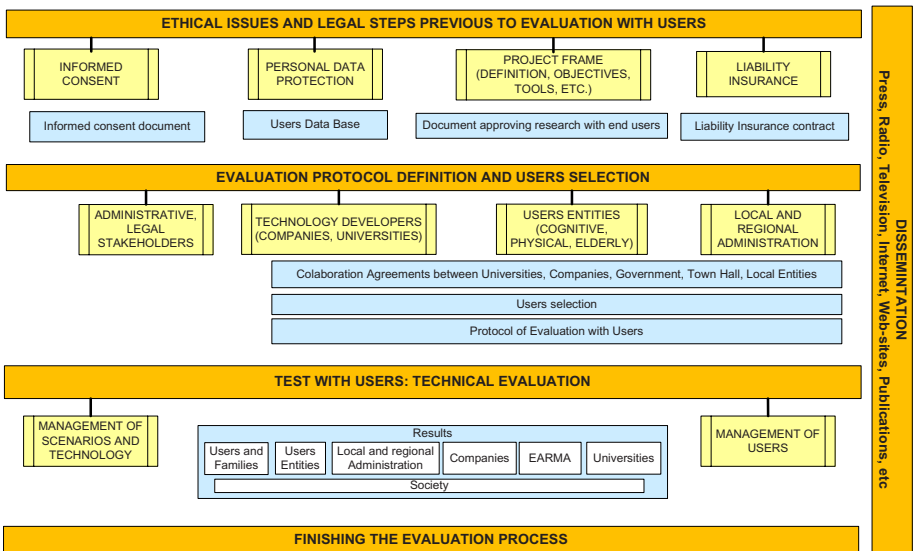 ETHICAL ISSUES AND LEGAL STEPS PREVIOUS TO EVALUATION WITH USERS
INFORMED
CONSENT
PERSONAL DATA
PROTECTION
PROJECT FRAME
(DEFINITION, OBJECTIVES,
TOOLS, ETC.)
LIABILITY
INSURANCE
Informed consent document
Users Data Base
Document approving research with end users
Liability Insurance contract
EVALUATION PROTOCOL DEFINITION AND USERS SELECTION
ADMINISTRATIVE,
LEGAL
STAKEHOLDERS
TECHNOLOGY DEVELOPERS
(COMPANIES, UNIVERSITIES)
USERS ENTITIES
(COGNITIVE,
PHYSICAL, ELDERLY)
LOCAL AND
REGIONAL
ADMINISTRATION
Colaboration Agreements between Universities, Companies, Government, Town Hall, Local Entities
Users selection
Protocol of Evaluation with Users
TEST WITH USERS: TECHNICAL EVALUATION
MANAGEMENT OF
SCENARIOS AND
TECHNOLOGY
Results
Users and
Families
Users
Entities
Local and regional
Administration
Companies
EARMA
Universities
Society
MANAGEMENT OF
USERS
FINISHING THE EVALUATION PROCESS
DISSEMINTATION
Press, Radio, Television, Internet, Web-sites, Publications, etc